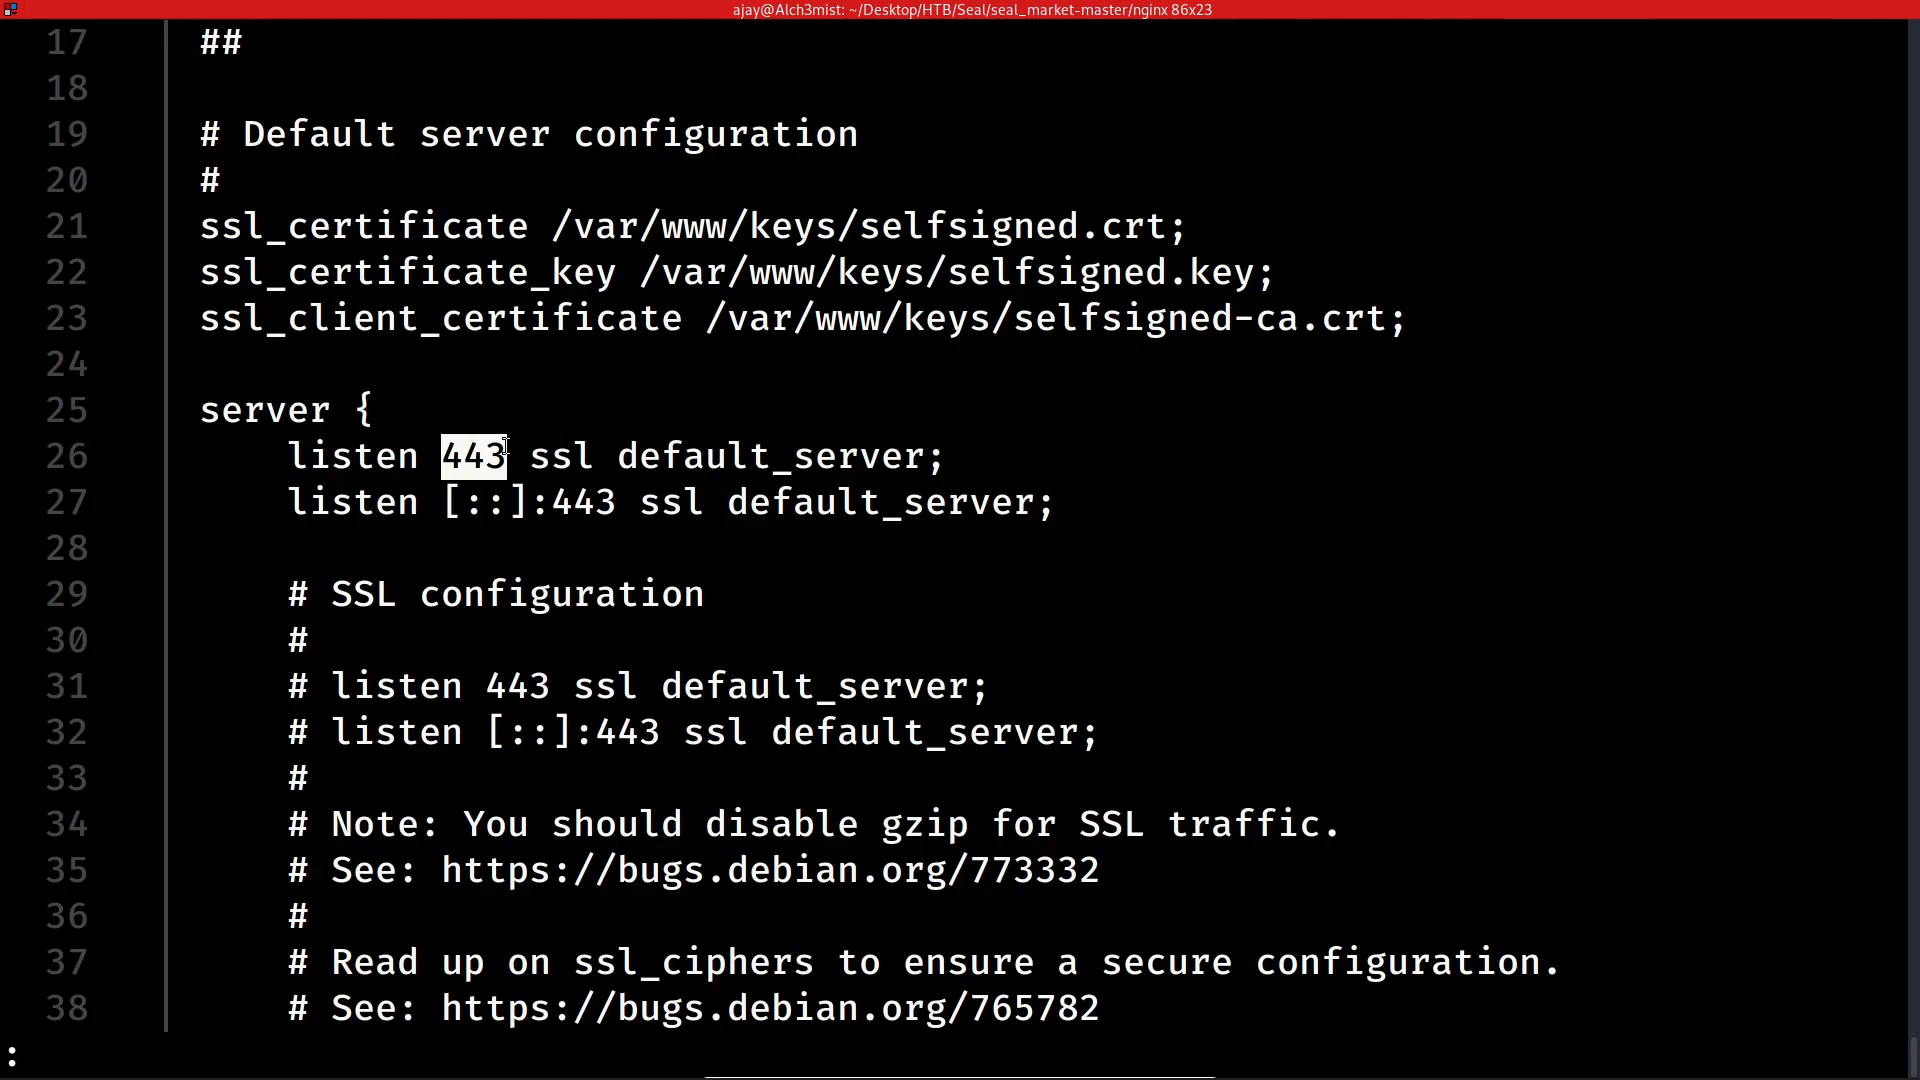 ajay@Alch3mist: ~/Desktop/HTB/Seal/seal_market-master/nginx 86x23
17 ##
18
19 # Default server configuration
20 #
21 ssl_certificate /var/www/keys/selfsigned.crt;
22 ssl_certificate_key /var/www/keys/selfsigned.key;
23 ssl_client_certificate /var/www/keys/selfsigned-ca.crt;
24
25 server {
26 listen 443 ssl default_server;
27 listen [::]:443 ssl default_server;
28
29 # SSL configuration
30 #
31 # listen 443 ssl default_server;
32 # listen [::]:443 ssl default_server;
33 #
34 # Note: You should disable gzip for SSL traffic.
35 # See: https://bugs.debian.org/773332
36 #
37 # Read up on ssl_ciphers to ensure a secure configuration.
38 # See: https://bugs.debian.org/765782
: